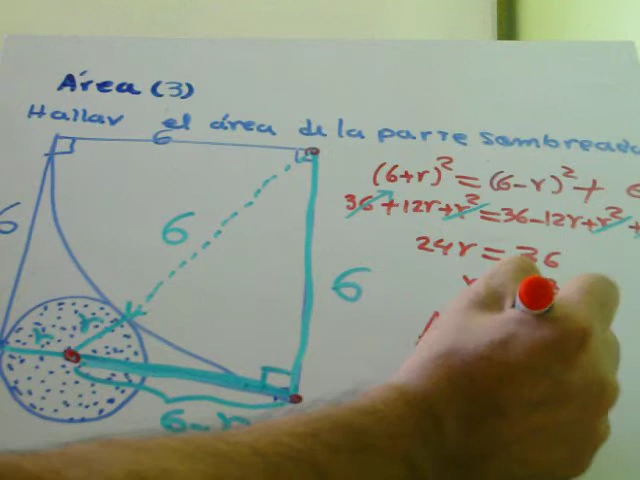 Área (3)
Hallar el área de la parte sombreada
6
(6+r)²=(6-r)²+
36+12r+r²=36-12r+r²+
6
6
24r=36
6
r
r
6-r